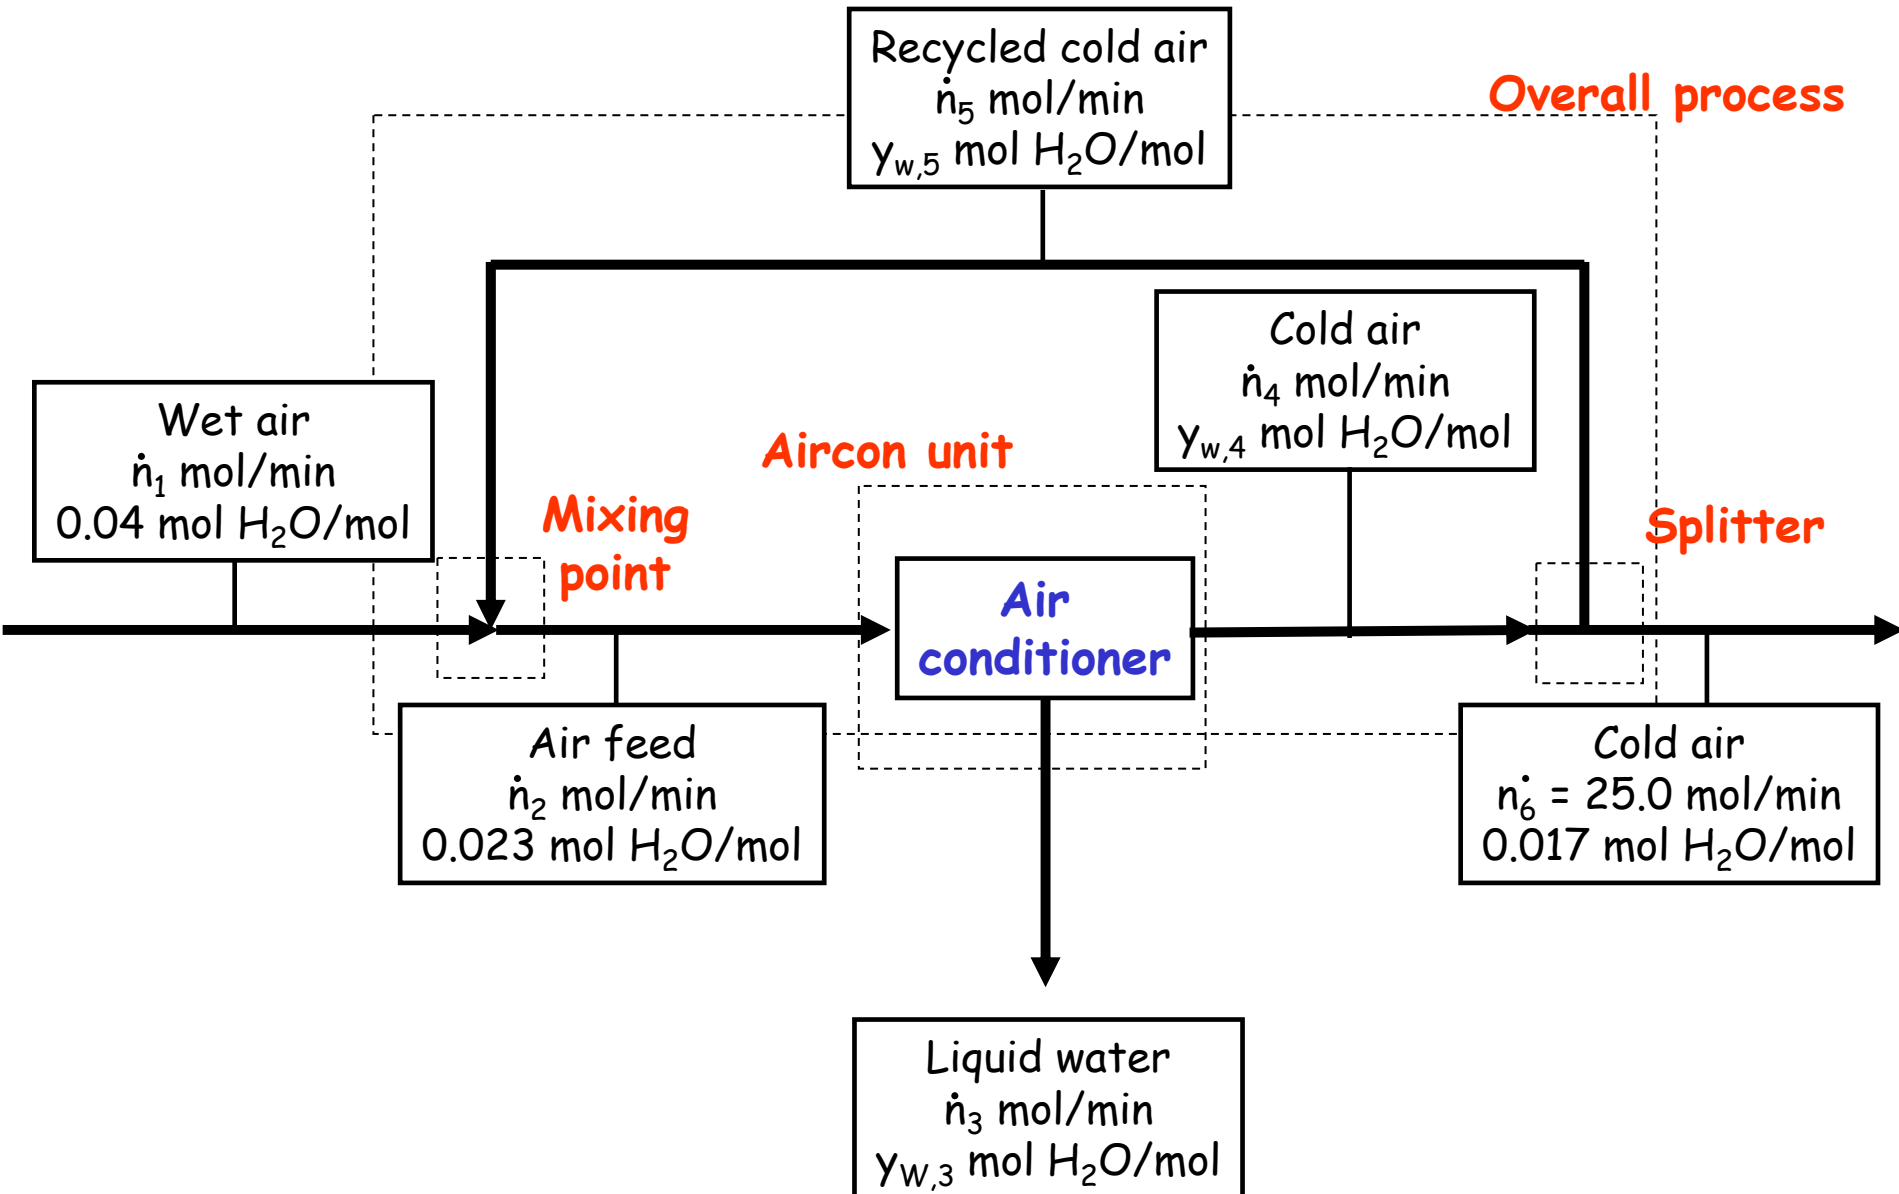 Recycled cold air
ṅ₅ mol/min
y_w,5 mol H₂O/mol
Overall process
Cold air
ṅ₄ mol/min
y_w,4 mol H₂O/mol
Wet air
ṅ₁ mol/min
0.04 mol H₂O/mol
Aircon unit
Mixing
point
Splitter
Air
conditioner
Air feed
ṅ₂ mol/min
0.023 mol H₂O/mol
Cold air
ṅ₆ = 25.0 mol/min
0.017 mol H₂O/mol
Liquid water
ṅ₃ mol/min
y_W,3 mol H₂O/mol